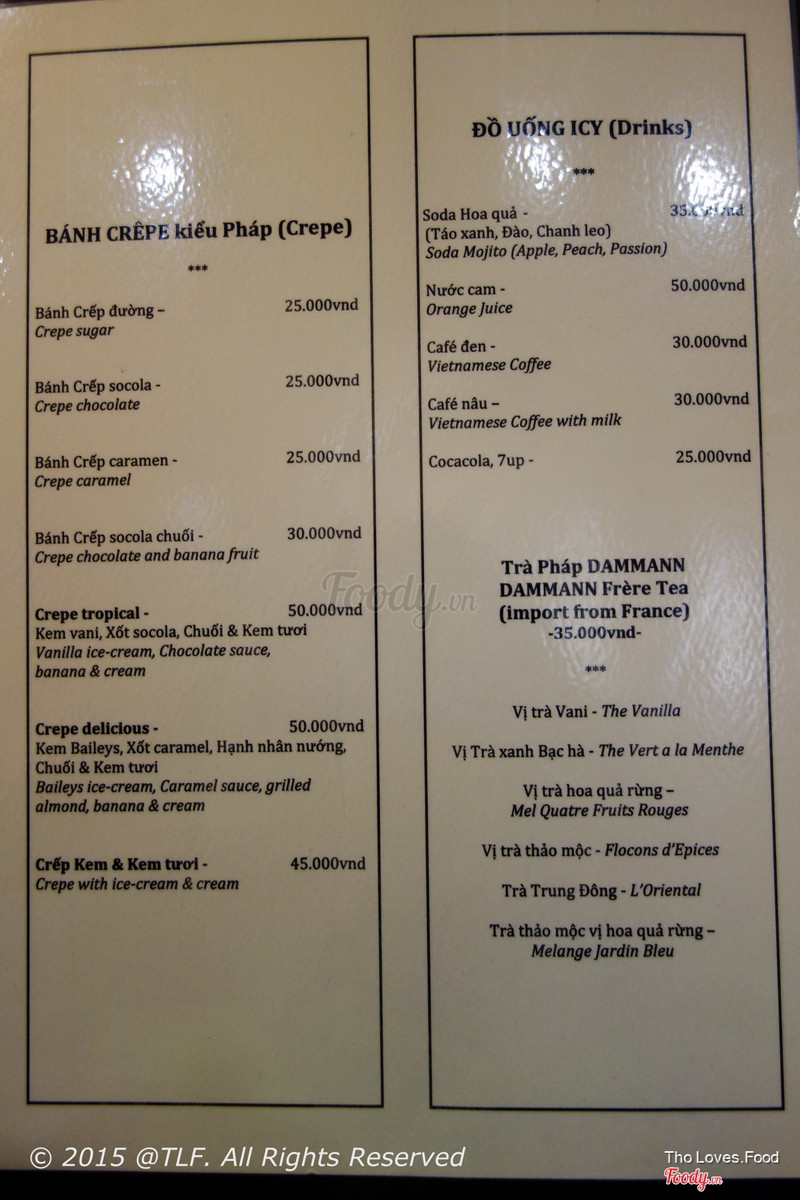 BÁNH CRÊPE kiểu Pháp (Crepe)
***
Bánh Crếp đường – 25.000vnd
Crepe sugar
Bánh Crếp socola - 25.000vnd
Crepe chocolate
Bánh Crếp caramen - 25.000vnd
Crepe caramel
Bánh Crếp socola chuối - 30.000vnd
Crepe chocolate and banana fruit
Crepe tropical - 50.000vnd
Kem vani, Xốt socola, Chuối & Kem tươi
Vanilla ice-cream, Chocolate sauce,
banana & cream
Crepe delicious - 50.000vnd
Kem Baileys, Xốt caramel, Hạnh nhân nướng,
Chuối & Kem tươi
Baileys ice-cream, Caramel sauce, grilled
almond, banana & cream
Crếp Kem & Kem tươi - 45.000vnd
Crepe with ice-cream & cream
ĐỒ UỐNG ICY (Drinks)
***
Soda Hoa quả -
(Táo xanh, Đào, Chanh leo)
Soda Mojito (Apple, Peach, Passion)
Nước cam - 50.000vnd
Orange Juice
Café đen - 30.000vnd
Vietnamese Coffee
Café nâu – 30.000vnd
Vietnamese Coffee with milk
Cocacola, 7up - 25.000vnd
Trà Pháp DAMMANN
DAMMANN Frère Tea
(import from France)
-35.000vnd-
***
Vị trà Vani - The Vanilla
Vị Trà xanh Bạc hà - The Vert a la Menthe
Vị trà hoa quả rừng –
Mel Quatre Fruits Rouges
Vị trà thảo mộc - Flocons d'Epices
Trà Trung Đông - L'Oriental
Trà thảo mộc vị hoa quả rừng –
Melange Jardin Bleu
Foody.vn
© 2015 @TLF. All Rights Reserved
Tho Loves.Food
Foody.vn